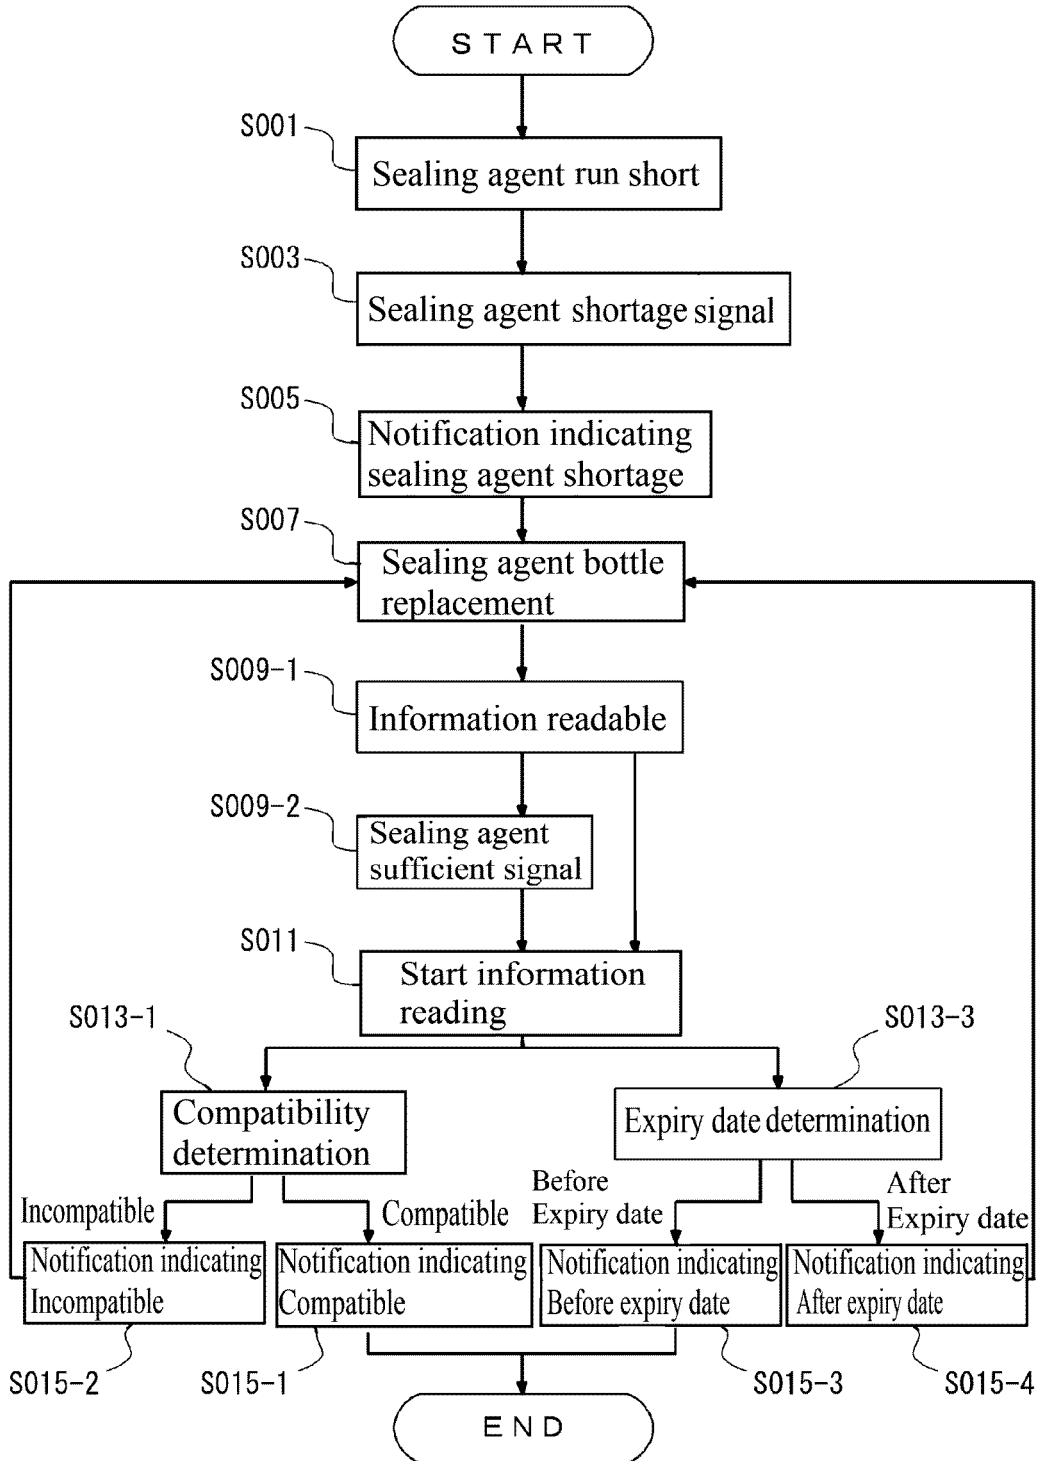 START
S001
Sealing agent run short
S003
Sealing agent shortage signal
S005
Notification indicating
sealing agent shortage
S007
Sealing agent bottle
replacement
S009-1
Information readable
S009-2
Sealing agent
sufficient signal
S011
Start information
reading
S013-1
S013-3
Compatibility
determination
Expiry date determination
Incompatible
Compatible
Before
Expiry date
After
Expiry date
Notification indicating
Incompatible
Notification indicating
Compatible
Notification indicating
Before expiry date
Notification indicating
After expiry date
S015-2
S015-1
S015-3
S015-4
END